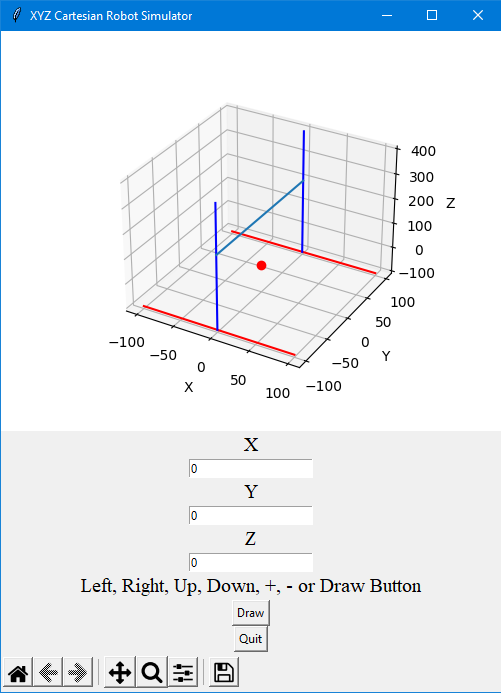 XYZ Cartesian Robot Simulator
400
300
200
Z
100
0
−100
100
50
0
Y
−50
−100
−100
−50
0
50
100
X
X
0
Y
0
Z
0
Left, Right, Up, Down, +, - or Draw Button
Draw
Quit